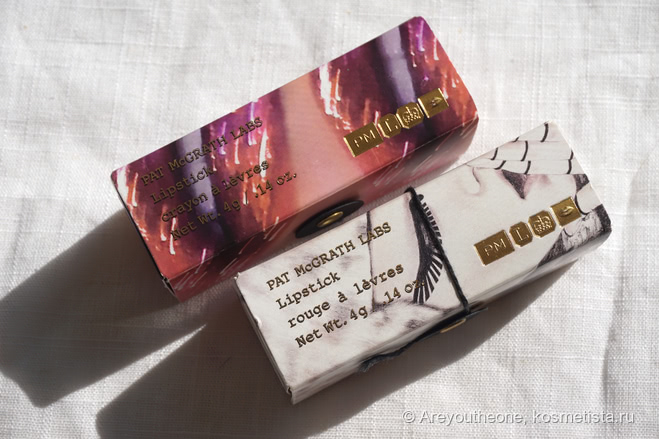 PAT McGRATH LABS
Lipstick
crayon à lèvres
Net Wt. 4g .14 oz.
PM
PAT McGRATH LABS
Lipstick
rouge à lèvres
Net Wt. 4g .14 oz
PM
© Areyoutheone, kosmetista.ru